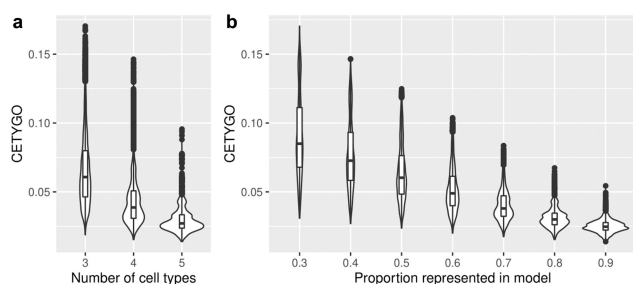 a
b
CETYGO
0.15
0.10
0.05
3 4 5
Number of cell types
CETYGO
0.15
0.10
0.05
0.3 0.4 0.5 0.6 0.7 0.8 0.9
Proportion represented in model